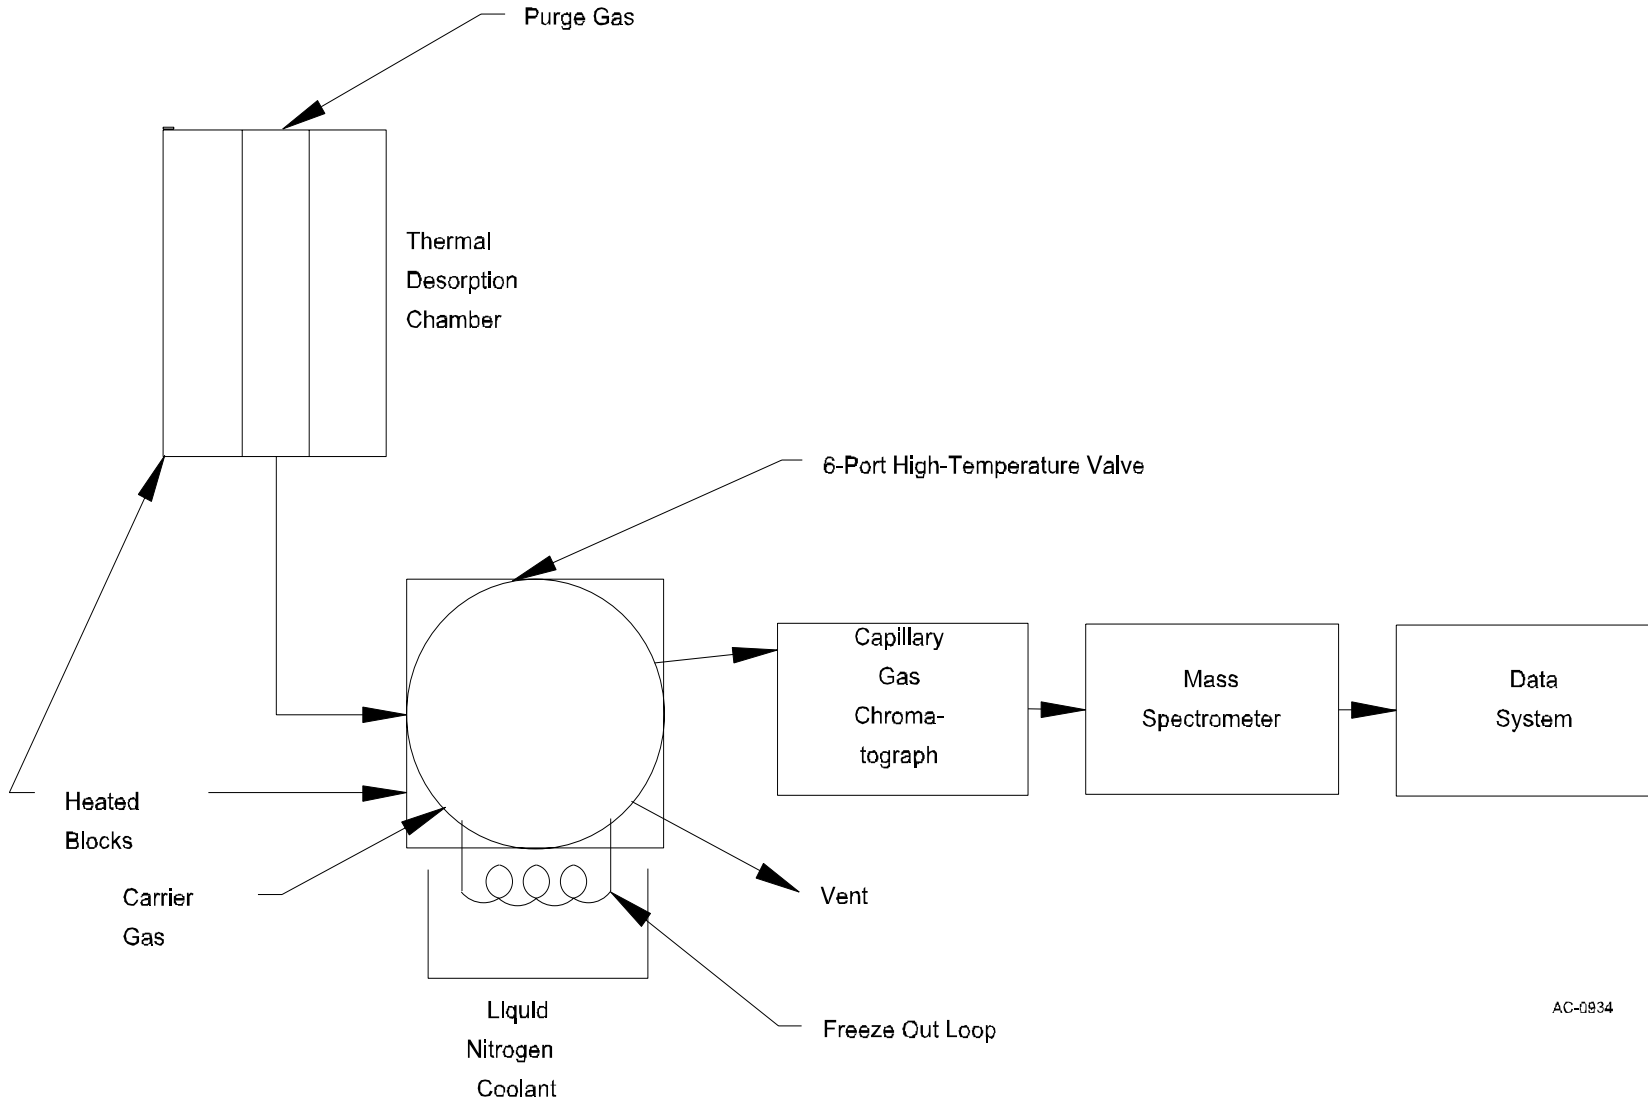 Purge Gas
Thermal
Desorption
Chamber
6-Port High-Temperature Valve
Capillary
Gas
Chroma-
tograph
Mass
Spectrometer
Data
System
Heated
Blocks
Carrier
Gas
Vent
Liquid
Nitrogen
Coolant
Freeze Out Loop
AC-0934